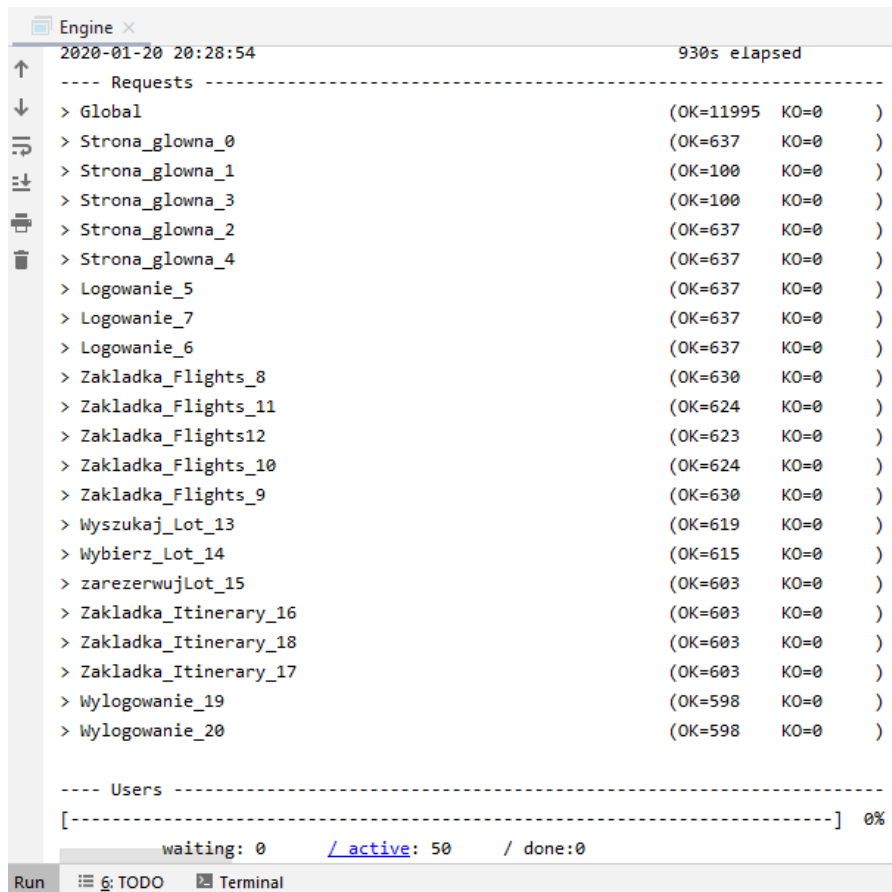 Engine
2020-01-20 20:28:54 930s elapsed
---- Requests ------------------------------------------------------------------
> Global (OK=11995 KO=0 )
> Strona_glowna_0 (OK=637 KO=0 )
> Strona_glowna_1 (OK=100 KO=0 )
> Strona_glowna_3 (OK=100 KO=0 )
> Strona_glowna_2 (OK=637 KO=0 )
> Strona_glowna_4 (OK=637 KO=0 )
> Logowanie_5 (OK=637 KO=0 )
> Logowanie_7 (OK=637 KO=0 )
> Logowanie_6 (OK=637 KO=0 )
> Zakladka_Flights_8 (OK=630 KO=0 )
> Zakladka_Flights_11 (OK=624 KO=0 )
> Zakladka_Flights12 (OK=623 KO=0 )
> Zakladka_Flights_10 (OK=624 KO=0 )
> Zakladka_Flights_9 (OK=630 KO=0 )
> Wyszukaj_Lot_13 (OK=619 KO=0 )
> Wybierz_Lot_14 (OK=615 KO=0 )
> zarezerwujLot_15 (OK=603 KO=0 )
> Zakladka_Itinerary_16 (OK=603 KO=0 )
> Zakladka_Itinerary_18 (OK=603 KO=0 )
> Zakladka_Itinerary_17 (OK=603 KO=0 )
> Wylogowanie_19 (OK=598 KO=0 )
> Wylogowanie_20 (OK=598 KO=0 )
---- Users ---------------------------------------------------------------------
[--------------------------------------------------------------------------] 0%
waiting: 0 / active: 50 / done:0
Run 6: TODO Terminal